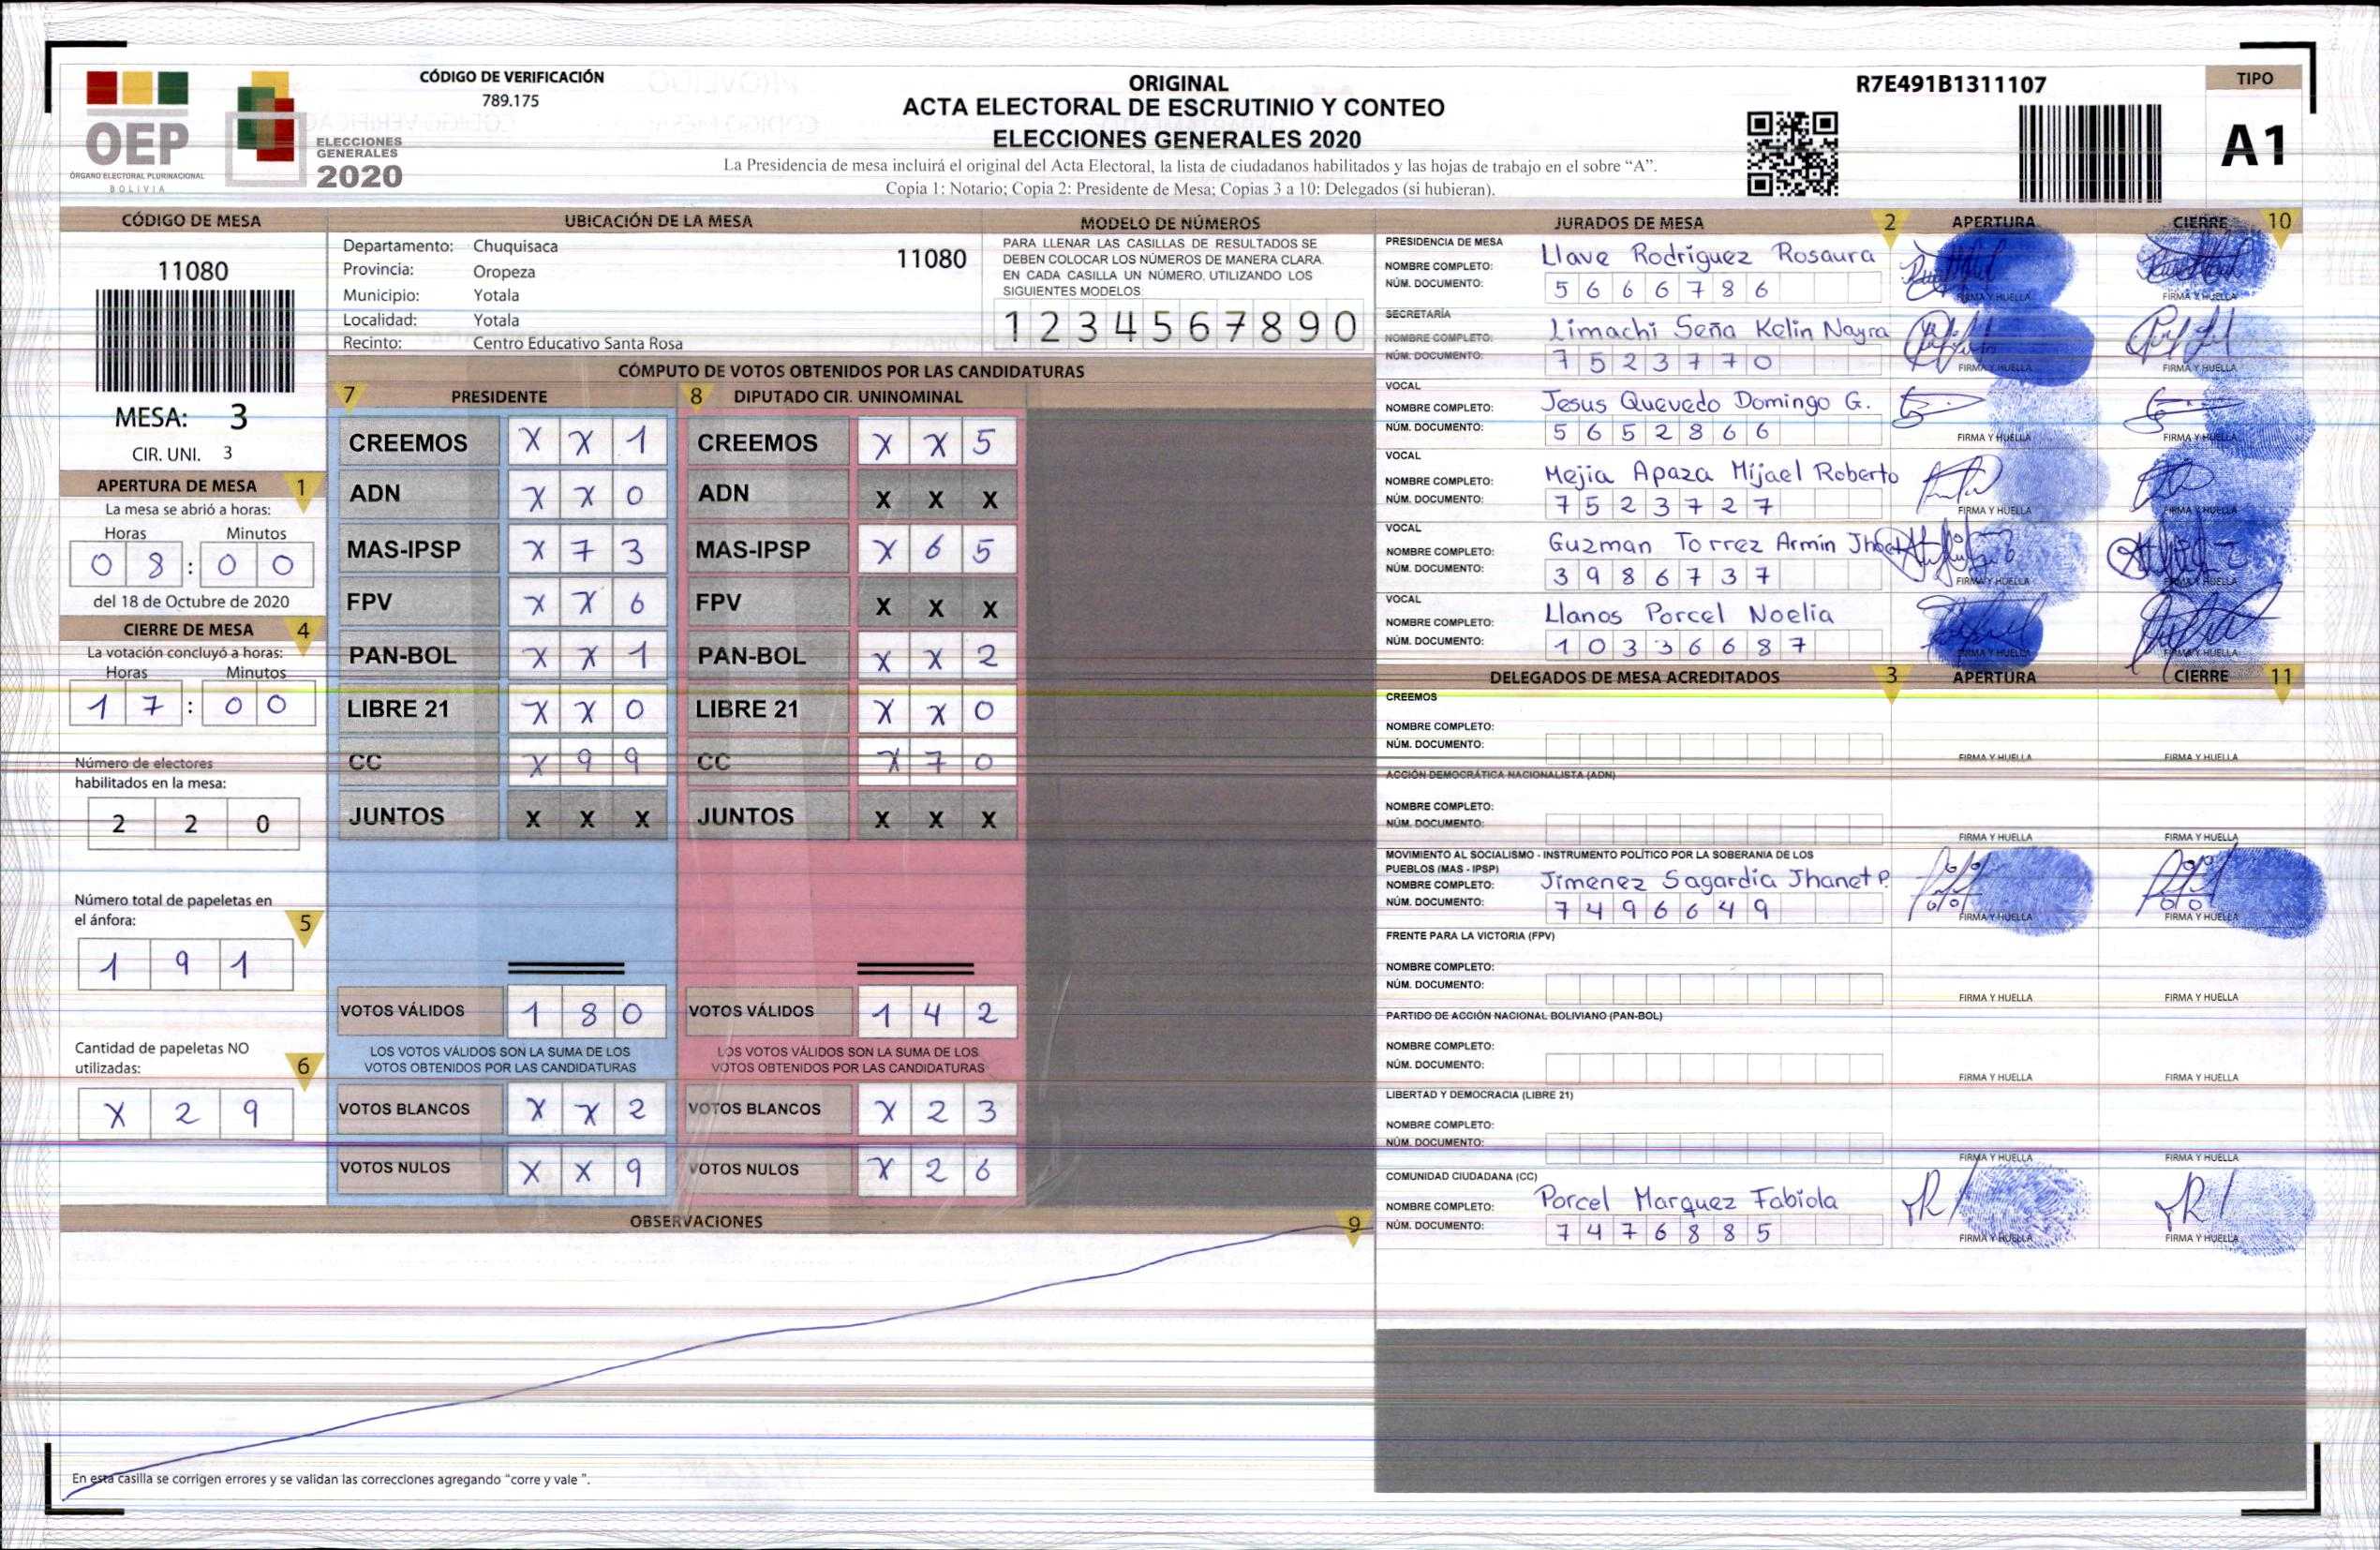 OEP
ÓRGANO ELECTORAL PLURINACIONAL
BOLIVIA
ELECCIONES
GENERALES
2020
CÓDIGO DE VERIFICACIÓN
789.175
ORIGINAL
ACTA ELECTORAL DE ESCRUTINIO Y CONTEO
ELECCIONES GENERALES 2020
La Presidencia de mesa incluirá el original del Acta Electoral, la lista de ciudadanos habilitados y las hojas de trabajo en el sobre “A”.
Copia 1: Notario; Copia 2: Presidente de Mesa; Copias 3 a 10: Delegados (si hubieran).
R7E491B1311107
TIPO
A1
CÓDIGO DE MESA
11080
MESA: 3
CIR. UNI. 3
APERTURA DE MESA 1
La mesa se abrió a horas:
Horas Minutos
0 8 : 0 0
del 18 de Octubre de 2020
CIERRE DE MESA 4
La votación concluyó a horas:
Horas Minutos
1 7 : 0 0
Número de electores
habilitados en la mesa:
2 2 0
Número total de papeletas en
el ánfora: 5
1 9 1
Cantidad de papeletas NO
utilizadas: 6
X 2 9
UBICACIÓN DE LA MESA
Departamento: Chuquisaca 11080
Provincia: Oropeza
Municipio: Yotala
Localidad: Yotala
Recinto: Centro Educativo Santa Rosa
MODELO DE NÚMEROS
PARA LLENAR LAS CASILLAS DE RESULTADOS SE
DEBEN COLOCAR LOS NÚMEROS DE MANERA CLARA.
EN CADA CASILLA UN NÚMERO, UTILIZANDO LOS
SIGUIENTES MODELOS
1 2 3 4 5 6 7 8 9 0
CÓMPUTO DE VOTOS OBTENIDOS POR LAS CANDIDATURAS
7 PRESIDENTE 8 DIPUTADO CIR. UNINOMINAL
CREEMOS X X 1 CREEMOS X X 5
ADN X X 0 ADN X X X
MAS-IPSP X 7 3 MAS-IPSP X 6 5
FPV X X 6 FPV X X X
PAN-BOL X X 1 PAN-BOL X X 2
LIBRE 21 X X 0 LIBRE 21 X X 0
CC X 9 9 CC X 7 0
JUNTOS X X X JUNTOS X X X
VOTOS VÁLIDOS 1 8 0 VOTOS VÁLIDOS 1 4 2
LOS VOTOS VÁLIDOS SON LA SUMA DE LOS LOS VOTOS VÁLIDOS SON LA SUMA DE LOS
VOTOS OBTENIDOS POR LAS CANDIDATURAS VOTOS OBTENIDOS POR LAS CANDIDATURAS
VOTOS BLANCOS X X 2 VOTOS BLANCOS X 2 3
VOTOS NULOS X X 9 VOTOS NULOS X 2 6
OBSERVACIONES 9
En esta casilla se corrigen errores y se validan las correcciones agregando “corre y vale”.
JURADOS DE MESA 2 APERTURA CIERRE 10
PRESIDENCIA DE MESA
NOMBRE COMPLETO: Llave Rodriguez Rosaura
NÚM. DOCUMENTO: 5 6 6 6 7 8 6
FIRMA Y HUELLA FIRMA Y HUELLA
SECRETARÍA
NOMBRE COMPLETO: Limachi Seña Kelin Nayra
NÚM. DOCUMENTO: 7 5 2 3 7 7 0
FIRMA Y HUELLA FIRMA Y HUELLA
VOCAL
NOMBRE COMPLETO: Jesus Quevedo Domingo G.
NÚM. DOCUMENTO: 5 6 5 2 8 6 6
FIRMA Y HUELLA FIRMA Y HUELLA
VOCAL
NOMBRE COMPLETO: Mejia Apaza Mijael Roberto
NÚM. DOCUMENTO: 7 5 2 3 7 2 7
FIRMA Y HUELLA FIRMA Y HUELLA
VOCAL
NOMBRE COMPLETO: Guzman Torrez Armin
NÚM. DOCUMENTO: 3 9 8 6 7 3 7
FIRMA Y HUELLA FIRMA Y HUELLA
VOCAL
NOMBRE COMPLETO: Llanos Porcel Noelia
NÚM. DOCUMENTO: 1 0 3 3 6 6 8 7
FIRMA Y HUELLA FIRMA Y HUELLA
DELEGADOS DE MESA ACREDITADOS 3 APERTURA CIERRE 11
CREEMOS
NOMBRE COMPLETO:
NÚM. DOCUMENTO:
FIRMA Y HUELLA FIRMA Y HUELLA
ACCIÓN DEMOCRÁTICA NACIONALISTA (ADN)
NOMBRE COMPLETO:
NÚM. DOCUMENTO:
FIRMA Y HUELLA FIRMA Y HUELLA
MOVIMIENTO AL SOCIALISMO - INSTRUMENTO POLÍTICO POR LA SOBERANÍA DE LOS
PUEBLOS (MAS - IPSP)
NOMBRE COMPLETO: Jimenez Sagardia Jhanet P.
NÚM. DOCUMENTO: 7 4 9 6 6 4 9
FIRMA Y HUELLA FIRMA Y HUELLA
FRENTE PARA LA VICTORIA (FPV)
NOMBRE COMPLETO:
NÚM. DOCUMENTO:
FIRMA Y HUELLA FIRMA Y HUELLA
PARTIDO DE ACCIÓN NACIONAL BOLIVIANO (PAN-BOL)
NOMBRE COMPLETO:
NÚM. DOCUMENTO:
FIRMA Y HUELLA FIRMA Y HUELLA
LIBERTAD Y DEMOCRACIA (LIBRE 21)
NOMBRE COMPLETO:
NÚM. DOCUMENTO:
FIRMA Y HUELLA FIRMA Y HUELLA
COMUNIDAD CIUDADANA (CC)
NOMBRE COMPLETO: Porcel Marquez Fabiola
NÚM. DOCUMENTO: 7 4 7 6 8 8 5
FIRMA Y HUELLA FIRMA Y HUELLA